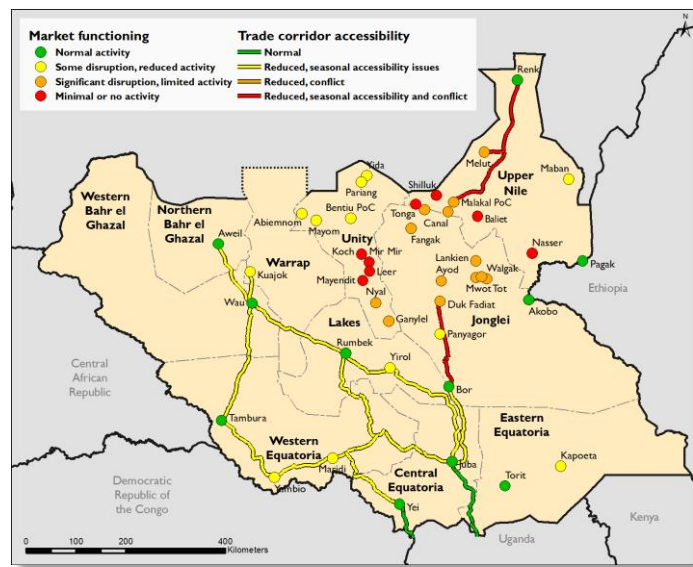 Market functioning
Normal activity
Some disruption, reduced activity
Significant disruption, limited activity
Minimal or no activity
Trade corridor accessibility
Normal
Reduced, seasonal accessibility issues
Reduced, conflict
Reduced, seasonal accessibility and conflict
N
Renk
Melut
Upper
Nile
Maban
Yida
Pariang
Shilluk
Malakal PoC
Western
Bahr el
Ghazal
Northern
Bahr el
Ghazal
Abiemnom
Bentiu PoC
Mayom
Tonga
Canal
Baliet
Fangak
Aweil
Unity
Koch
Mir Mir
Nasser
Pagak
Warrap
Kuajok
Leer
Lankien
Ayod
Walgak
Mayendit
Mwot Tot
Ethiopia
Nyal
Wau
Duk Fadiat
Akobo
Lakes
Ganylel
Jonglei
Panyagor
Rumbek
Yirol
Central
African
Republic
Bor
Tambura
Eastern
Equatoria
Western
Equatoria
Maridi
Central
Equatoria
Juba
Kapoeta
Democratic
Republic of
the Congo
Yambio
Torit
Yei
Kenya
Uganda
0
100
200
400
Kilometers